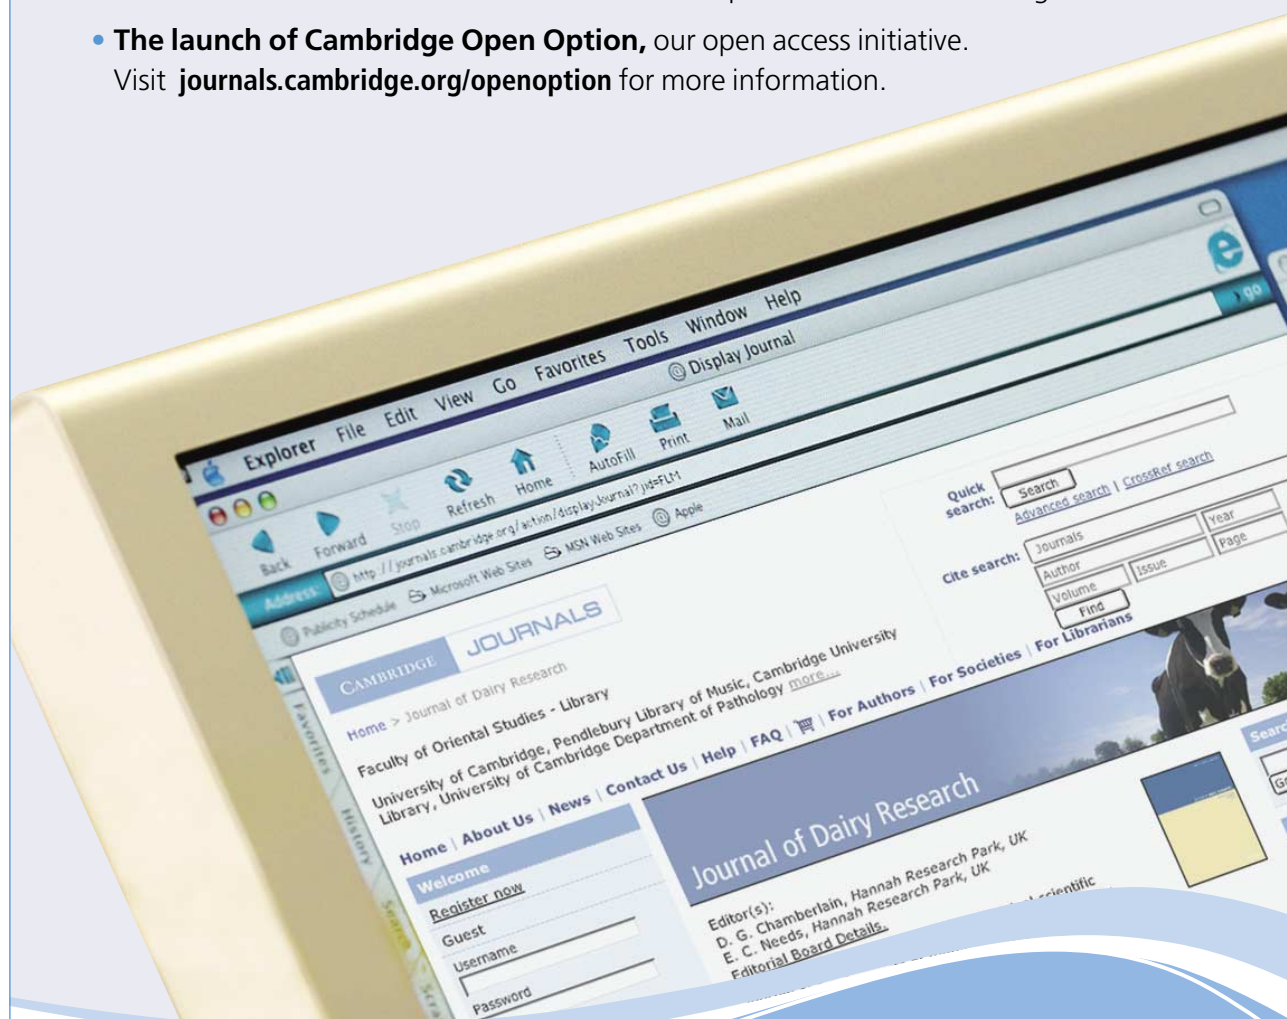 • The launch of Cambridge Open Option, our open access initiative.
Visit journals.cambridge.org/openoption for more information.
Explorer File Edit View Go Favorites Tools Window Help
@ Display Journal
Back Forward Stop Refresh Home AutoFill Print Mail
Address: @ http://journals.cambridge.org/action/displayJournal?jid=FLM
go
@ Publicity Schedule Microsoft Web Sites MSN Web Sites @ Apple
Favorites
History
Search
CAMBRIDGE JOURNALS
Quick search:
Search
Advanced search | CrossRef search
Cite search:
Journals Year
Author Page
Volume Issue
Find
Home > Journal of Dairy Research
Faculty of Oriental Studies - Library
University of Cambridge, Pendlebury Library of Music, Cambridge University
Library, University of Cambridge Department of Pathology more...
Home | About Us | News | Contact Us | Help | FAQ | | For Authors | For Societies | For Librarians
Welcome
Register now
Guest
Username
Password
Journal of Dairy Research
Editor(s):
D. G. Chamberlain, Hannah Research Park, UK
E. C. Needs, Hannah Research Park, UK
Editorial Board Details.
scientific